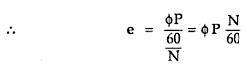 ∴ e = φP / (60/N) = φ P N/60